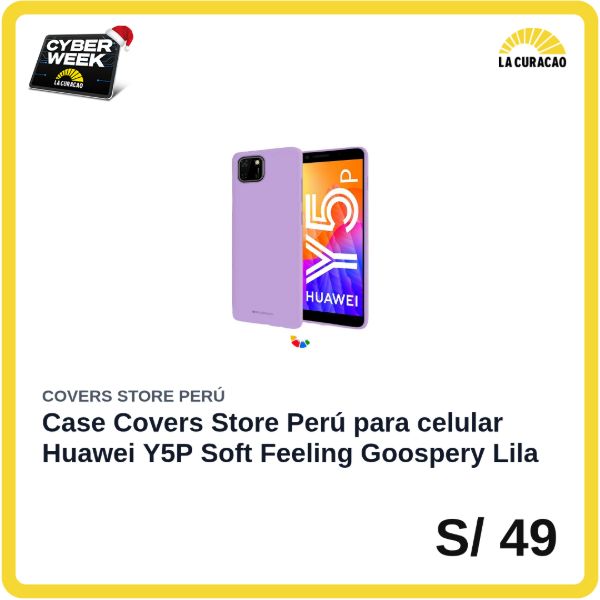 CYBER
WEEK
LA CURACAO
LA CURACAO
Y5P
HUAWEI
COVERS STORE PERÚ
Case Covers Store Perú para celular
Huawei Y5P Soft Feeling Goospery Lila
S/ 49